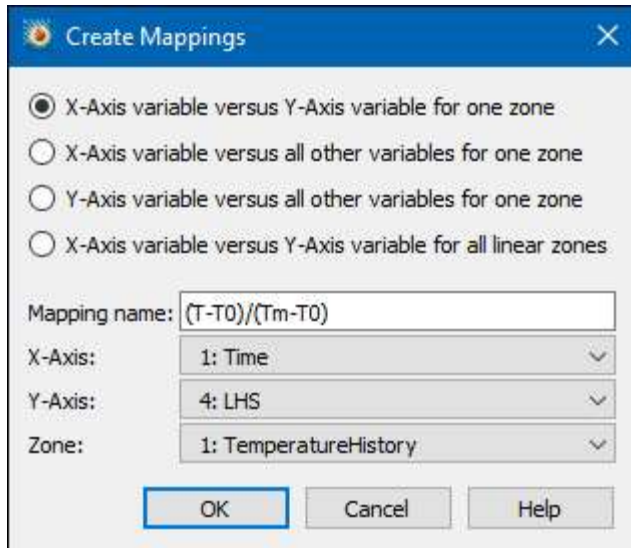 Create Mappings
X-Axis variable versus Y-Axis variable for one zone
X-Axis variable versus all other variables for one zone
Y-Axis variable versus all other variables for one zone
X-Axis variable versus Y-Axis variable for all linear zones
Mapping name: (T-T0)/(Tm-T0)
X-Axis: 1: Time
Y-Axis: 4: LHS
Zone: 1: TemperatureHistory
OK Cancel Help